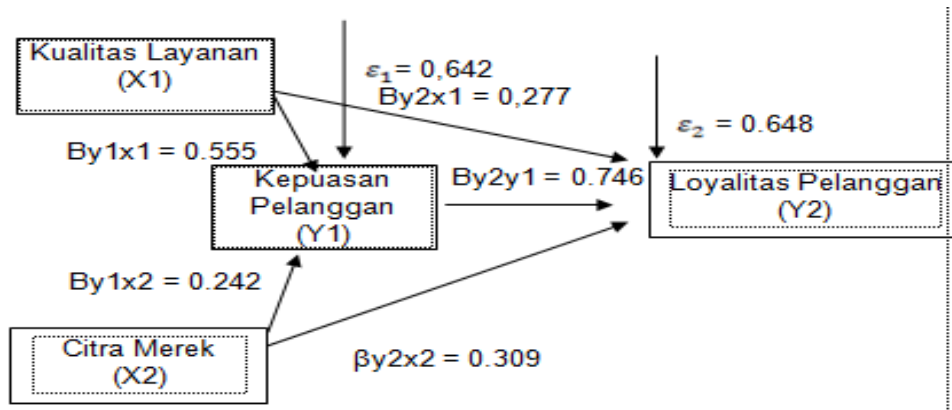 Kualitas Layanan
(X1)
ε₁= 0,642
By2x1 = 0,277
ε₂ = 0.648
By1x1 = 0.555
Kepuasan
Pelanggan
(Y1)
By2y1 = 0.746
Loyalitas Pelanggan
(Y2)
By1x2 = 0.242
Citra Merek
(X2)
βy2x2 = 0.309